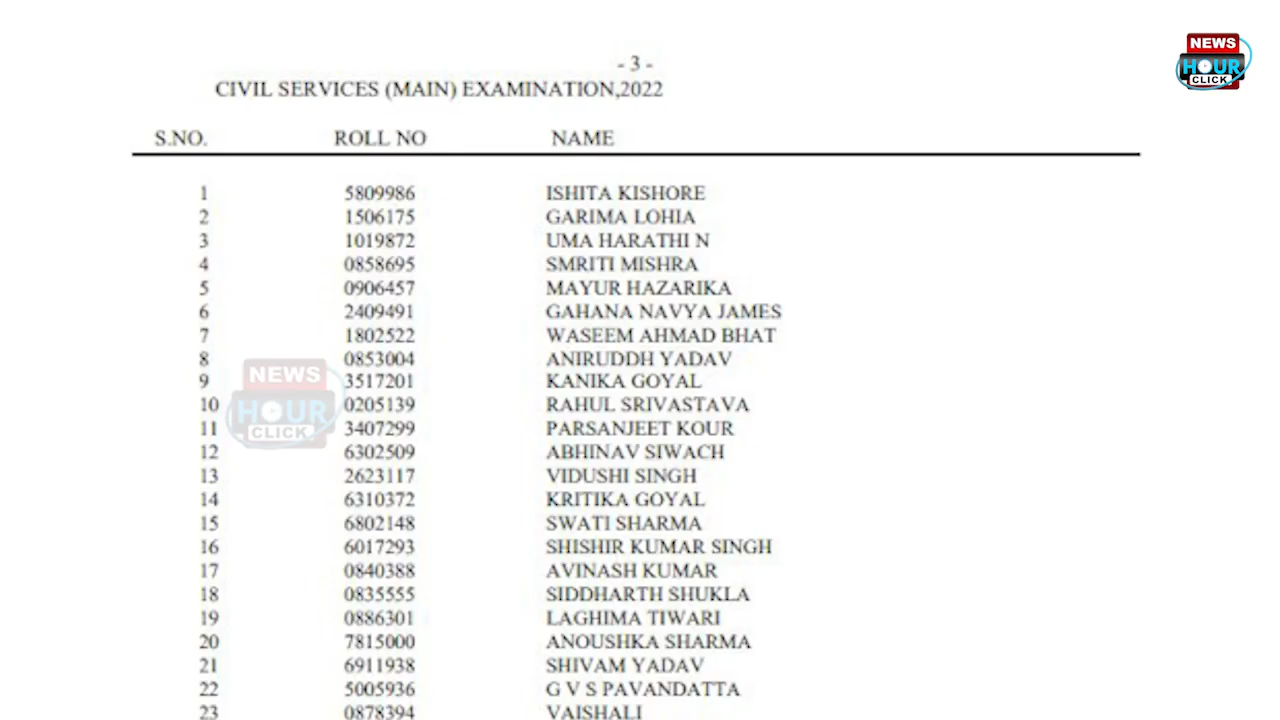 - 3 -
CIVIL SERVICES (MAIN) EXAMINATION,2022
NEWS
HOUR
CLICK
S.NO. ROLL NO NAME
1 5809986 ISHITA KISHORE
2 1506175 GARIMA LOHIA
3 1019872 UMA HARATHI N
4 0858695 SMRITI MISHRA
5 0906457 MAYUR HAZARIKA
6 2409491 GAHANA NAVYA JAMES
7 1802522 WASEEM AHMAD BHAT
8 0853004 ANIRUDDH YADAV
9 3517201 KANIKA GOYAL
10 0205139 RAHUL SRIVASTAVA
11 3407299 PARSANJEET KOUR
12 6302509 ABHINAV SIWACH
13 2623117 VIDUSHI SINGH
14 6310372 KRITIKA GOYAL
15 6802148 SWATI SHARMA
16 6017293 SHISHIR KUMAR SINGH
17 0840388 AVINASH KUMAR
18 0835555 SIDDHARTH SHUKLA
19 0886301 LAGHIMA TIWARI
20 7815000 ANOUSHKA SHARMA
21 6911938 SHIVAM YADAV
22 5005936 G V S PAVANDATTA
23 0878394 VAISHALI
NEWS
HOUR
CLICK